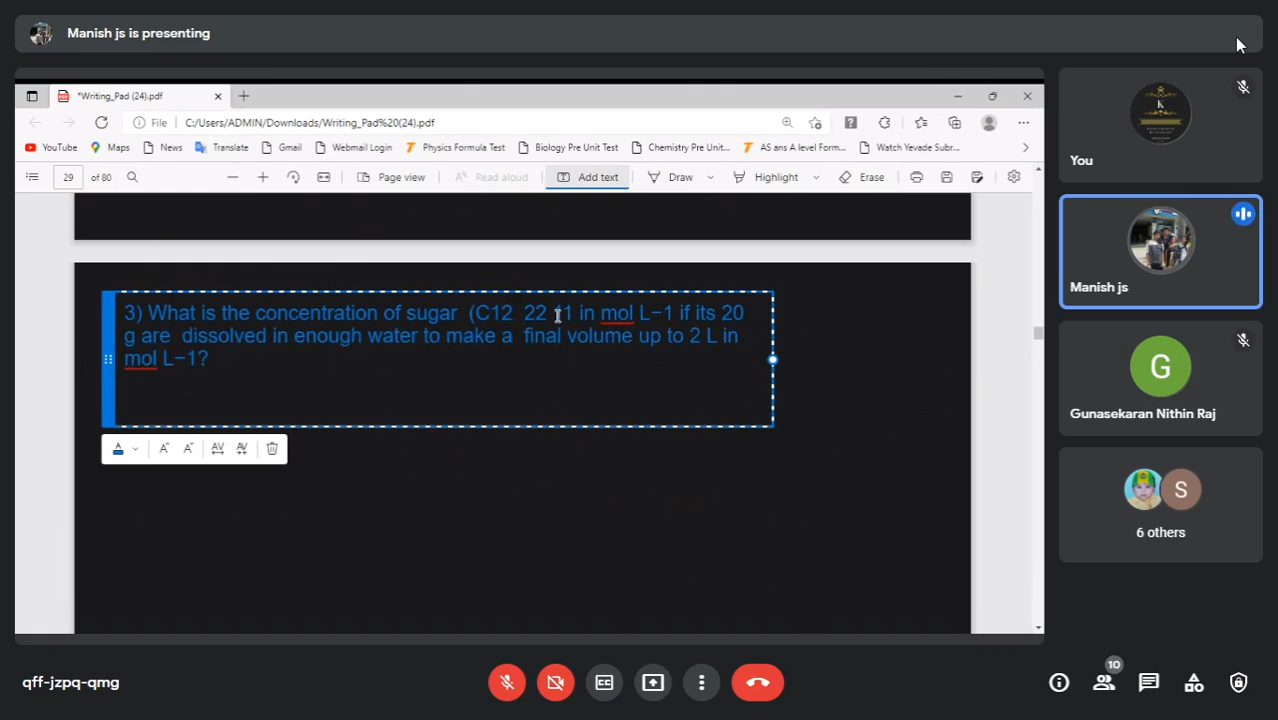 Manish js is presenting
*Writing_Pad (24).pdf
File C:/Users/ADMIN/Downloads/Writing_Pad%20(24).pdf
YouTube Maps News Translate Gmail Webmail Login Physics Formula Test Biology Pre Unit Test Chemistry Pre Unit... AS ans A level Form... Watch Yevade Subr...
29 of 80 Page view Read aloud Add text Draw Highlight Erase
3) What is the concentration of sugar (C12 22 11 in mol L−1 if its 20
g are dissolved in enough water to make a final volume up to 2 L in
mol L−1?
K
You
Manish js
G
Gunasekaran Nithin Raj
S
6 others
qff-jzpq-qmg
10